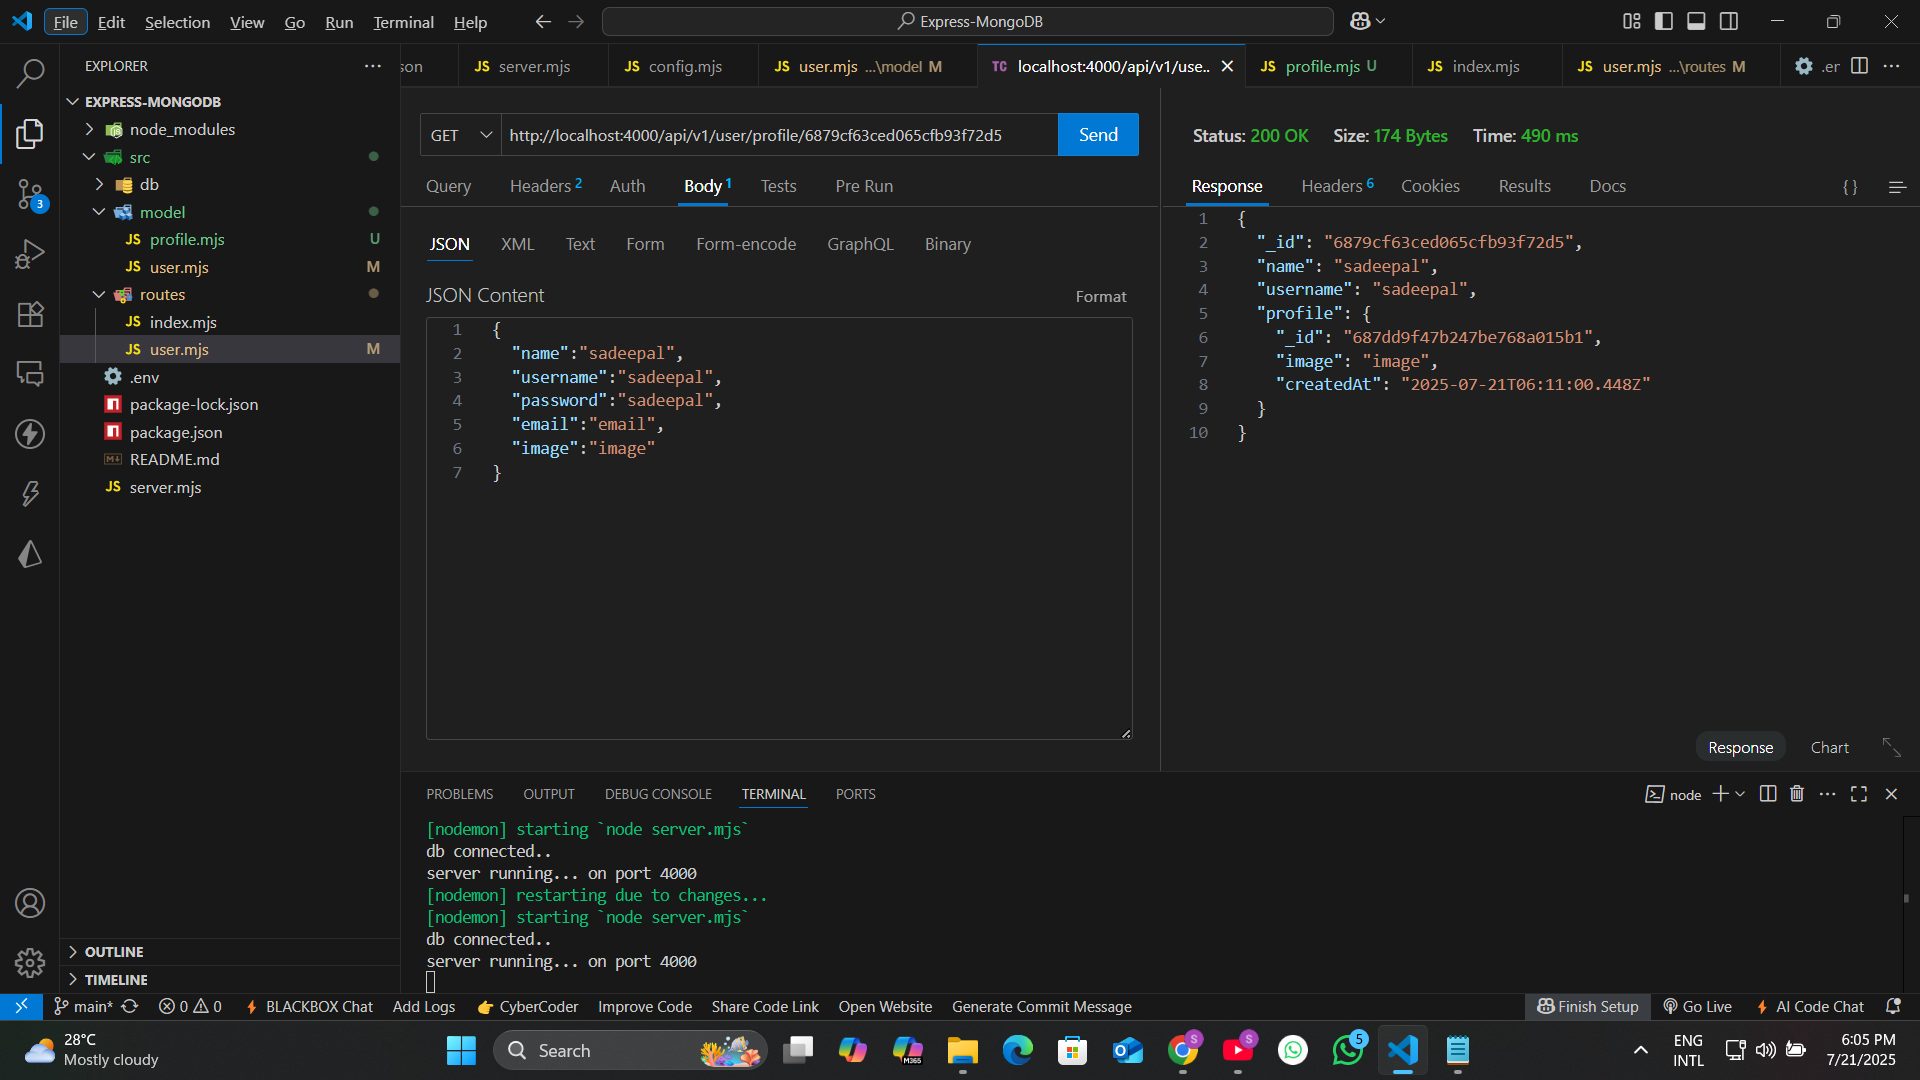 File Edit Selection View Go Run Terminal Help
Express-MongoDB
EXPLORER
EXPRESS-MONGODB
node_modules
src
db
model
JS profile.mjs U
JS user.mjs M
routes
JS index.mjs
JS user.mjs M
.env
package-lock.json
package.json
README.md
JS server.mjs
OUTLINE
TIMELINE
3
son
JS server.mjs
JS config.mjs
JS user.mjs ...\model M
TC localhost:4000/api/v1/use..
JS profile.mjs U
JS index.mjs
JS user.mjs ...\routes M
.er
GET
http://localhost:4000/api/v1/user/profile/6879cf63ced065cfb93f72d5
Send
Query Headers 2 Auth Body 1 Tests Pre Run
JSON XML Text Form Form-encode GraphQL Binary
JSON Content
Format
1 {
2 "name":"sadeepal",
3 "username":"sadeepal",
4 "password":"sadeepal",
5 "email":"email",
6 "image":"image"
7 }
Status: 200 OK Size: 174 Bytes Time: 490 ms
Response Headers 6 Cookies Results Docs
{ }
1 {
2 "_id": "6879cf63ced065cfb93f72d5",
3 "name": "sadeepal",
4 "username": "sadeepal",
5 "profile": {
6 "_id": "687dd9f47b247be768a015b1",
7 "image": "image",
8 "createdAt": "2025-07-21T06:11:00.448Z"
9 }
10 }
Response Chart
PROBLEMS OUTPUT DEBUG CONSOLE TERMINAL PORTS
node
[nodemon] starting `node server.mjs`
db connected..
server running... on port 4000
[nodemon] restarting due to changes...
[nodemon] starting `node server.mjs`
db connected..
server running... on port 4000
main* 0 0 BLACKBOX Chat Add Logs CyberCoder Improve Code Share Code Link Open Website Generate Commit Message
Finish Setup Go Live AI Code Chat
28°C
Mostly cloudy
Search
M365
S
S
5
ENG
INTL
6:05 PM
7/21/2025